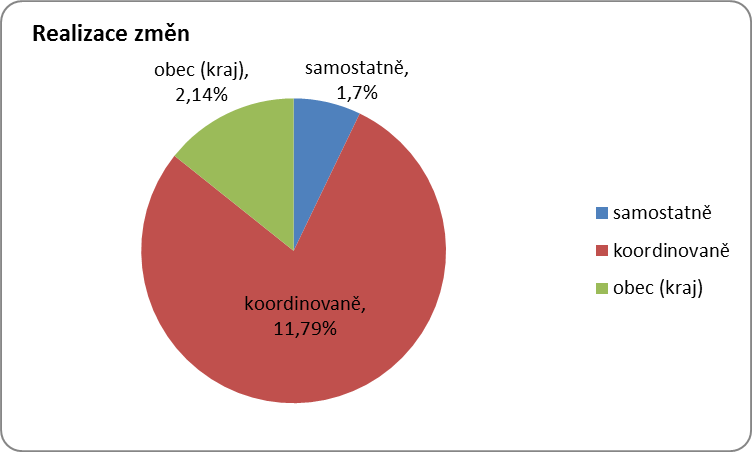 Realizace změn
obec (kraj),
2,14%
samostatně,
1,7%
koordinovaně,
11,79%
samostatně
koordinovaně
obec (kraj)